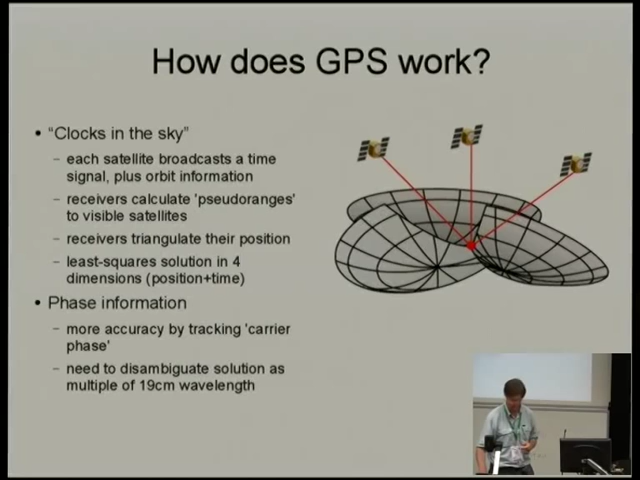 How does GPS work?
• "Clocks in the sky"
– each satellite broadcasts a time
signal, plus orbit information
– receivers calculate 'pseudoranges'
to visible satellites
– receivers triangulate their position
– least-squares solution in 4
dimensions (position+time)
• Phase information
– more accuracy by tracking 'carrier
phase'
– need to disambiguate solution as
multiple of 19cm wavelength